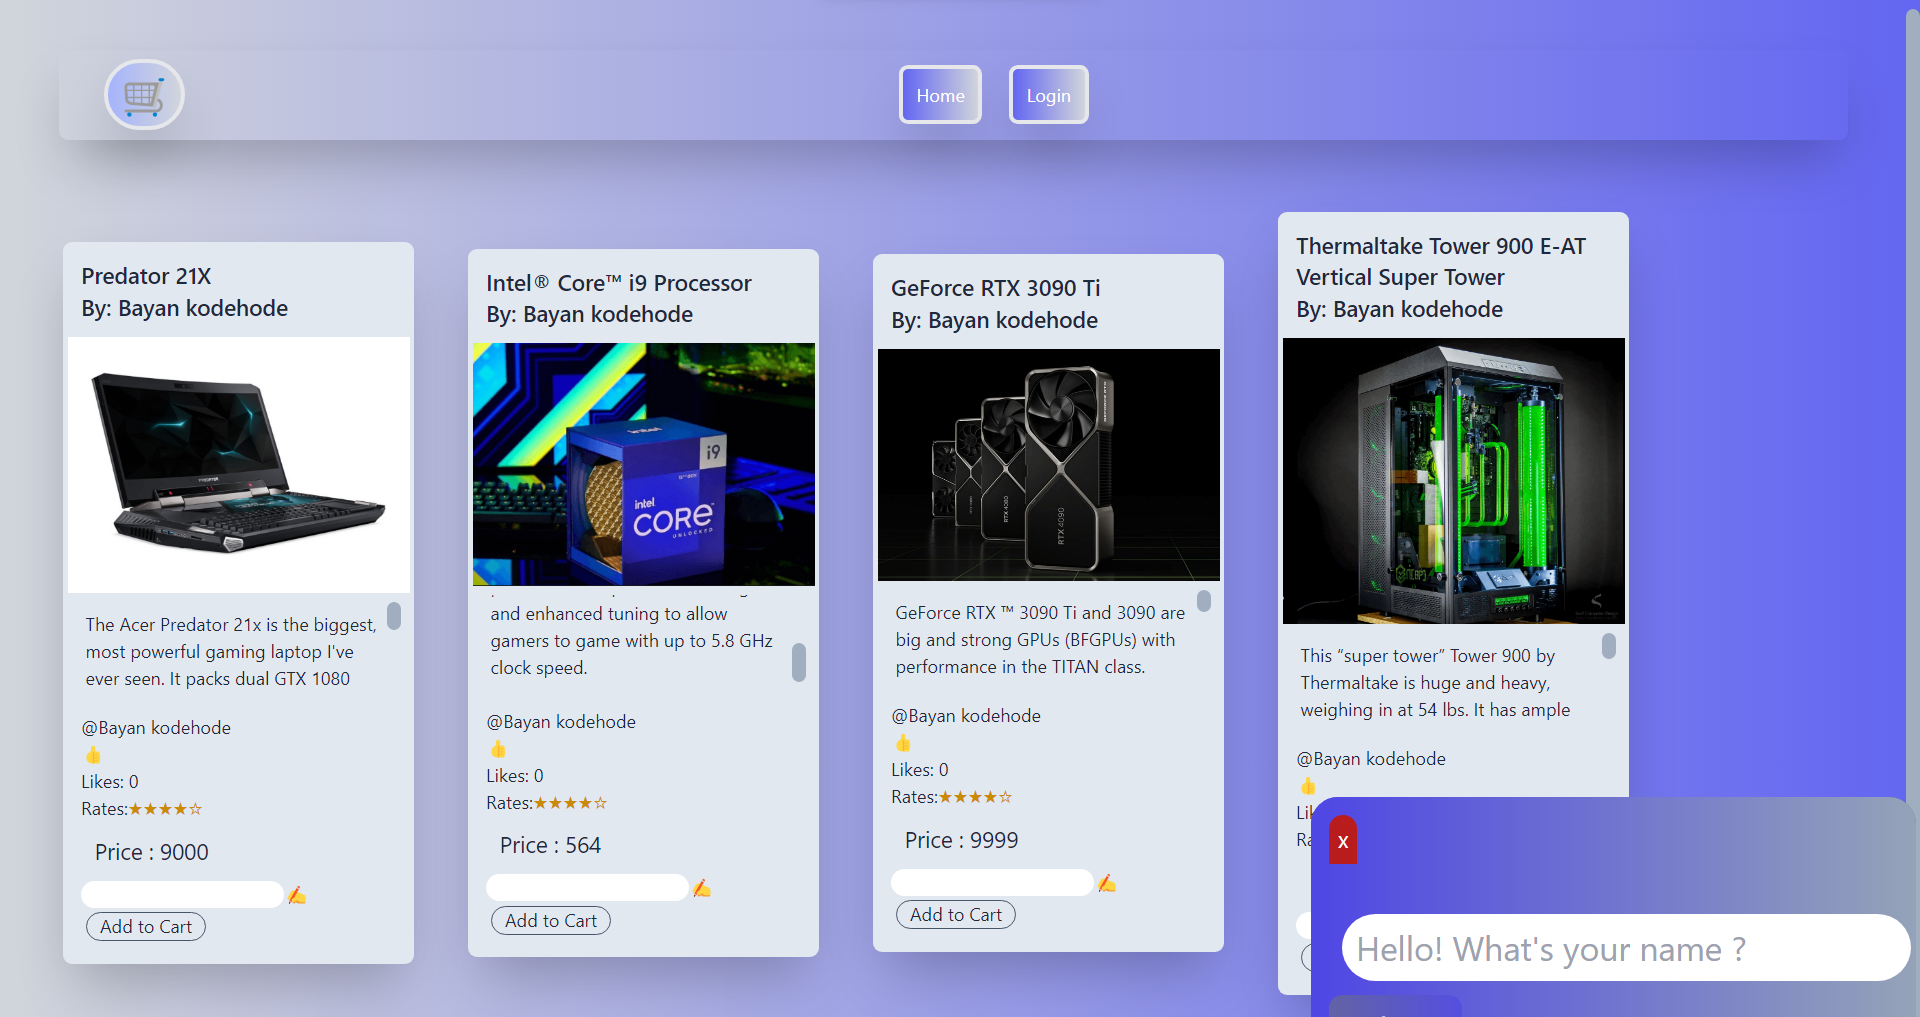 Home
Login
Predator 21X
By: Bayan kodehode
PREDATOR
The Acer Predator 21x is the biggest,
most powerful gaming laptop I've
ever seen. It packs dual GTX 1080
@Bayan kodehode
Likes: 0
Rates:★★★★☆
Price : 9000
Add to Cart
Intel® Core™ i9 Processor
By: Bayan kodehode
intel
i9
intel
CORE
UNLOCKED
and enhanced tuning to allow
gamers to game with up to 5.8 GHz
clock speed.
@Bayan kodehode
Likes: 0
Rates:★★★★☆
Price : 564
Add to Cart
GeForce RTX 3090 Ti
By: Bayan kodehode
RTX 4090
RTX 4090
GeForce RTX ™ 3090 Ti and 3090 are
big and strong GPUs (BFGPUs) with
performance in the TITAN class.
@Bayan kodehode
Likes: 0
Rates:★★★★☆
Price : 9999
Add to Cart
Thermaltake Tower 900 E-AT
Vertical Super Tower
By: Bayan kodehode
This “super tower” Tower 900 by
Thermaltake is huge and heavy,
weighing in at 54 lbs. It has ample
@Bayan kodehode
X
Hello! What's your name ?